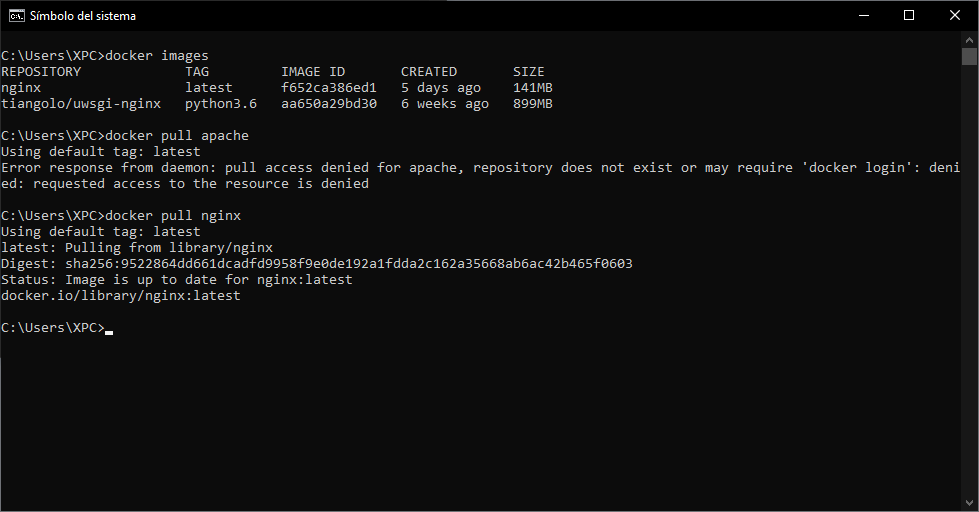 Símbolo del sistema
C:\Users\XPC>docker images
REPOSITORY TAG IMAGE ID CREATED SIZE
nginx latest f652ca386ed1 5 days ago 141MB
tiangolo/uwsgi-nginx python3.6 aa650a29bd30 6 weeks ago 899MB
C:\Users\XPC>docker pull apache
Using default tag: latest
Error response from daemon: pull access denied for apache, repository does not exist or may require 'docker login': deni
ed: requested access to the resource is denied
C:\Users\XPC>docker pull nginx
Using default tag: latest
latest: Pulling from library/nginx
Digest: sha256:9522864dd661dcadfd9958f9e0de192a1fdda2c162a35668ab6ac42b465f0603
Status: Image is up to date for nginx:latest
docker.io/library/nginx:latest
C:\Users\XPC>